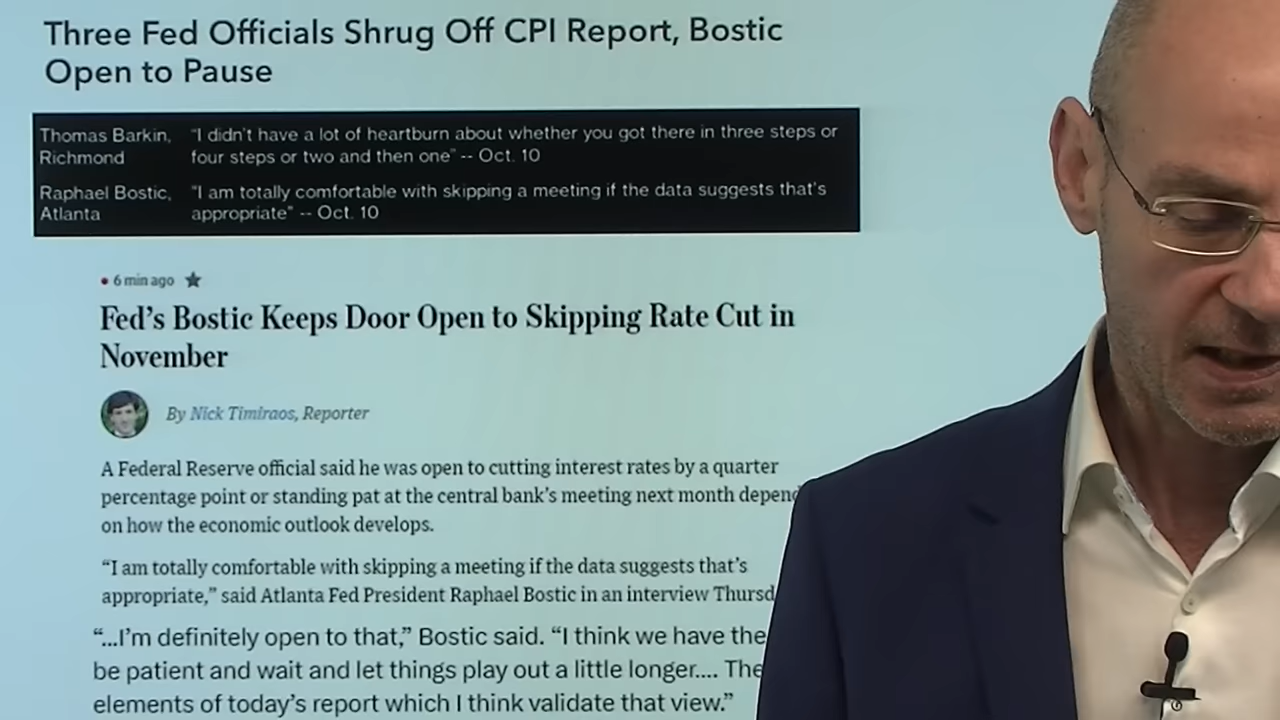 Three Fed Officials Shrug Off CPI Report, Bostic
Open to Pause
Thomas Barkin, "I didn't have a lot of heartburn about whether you got there in three steps or
Richmond four steps or two and then one" -- Oct. 10
Raphael Bostic, "I am totally comfortable with skipping a meeting if the data suggests that's
Atlanta appropriate" -- Oct. 10
• 6 min ago ★
Fed's Bostic Keeps Door Open to Skipping Rate Cut in
November
By Nick Timiraos, Reporter
A Federal Reserve official said he was open to cutting interest rates by a quarter
percentage point or standing pat at the central bank's meeting next month depend
on how the economic outlook develops.
“I am totally comfortable with skipping a meeting if the data suggests that's
appropriate,” said Atlanta Fed President Raphael Bostic in an interview Thursd
“...I'm definitely open to that,” Bostic said. “I think we have the
be patient and wait and let things play out a little longer.... The
elements of today's report which I think validate that view.”